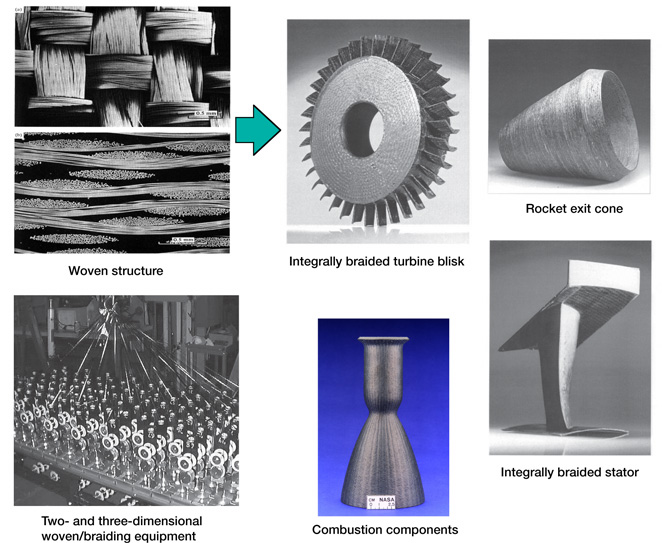 (a)
0.5 mm
(b)
0.5 mm
Woven structure
Integrally braided turbine blisk
Rocket exit cone
Two- and three-dimensional
woven/braiding equipment
CM NASA
Combustion components
Integrally braided stator